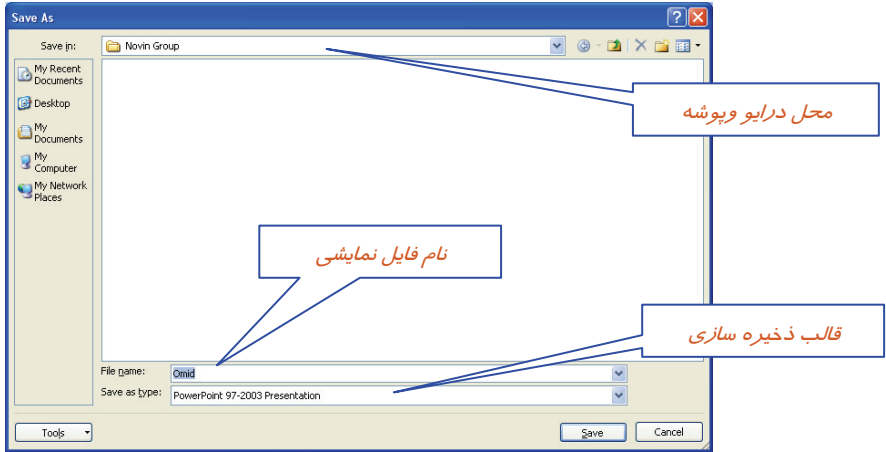 Save As
Save in:
Novin Group
My Recent
Documents
Desktop
My
Documents
My
Computer
My Network
Places
محل درایو وپوشه
نام فایل نمایشی
قالب ذخیره سازی
File name:
Omid
Save as type:
PowerPoint 97-2003 Presentation
Tools
Save
Cancel